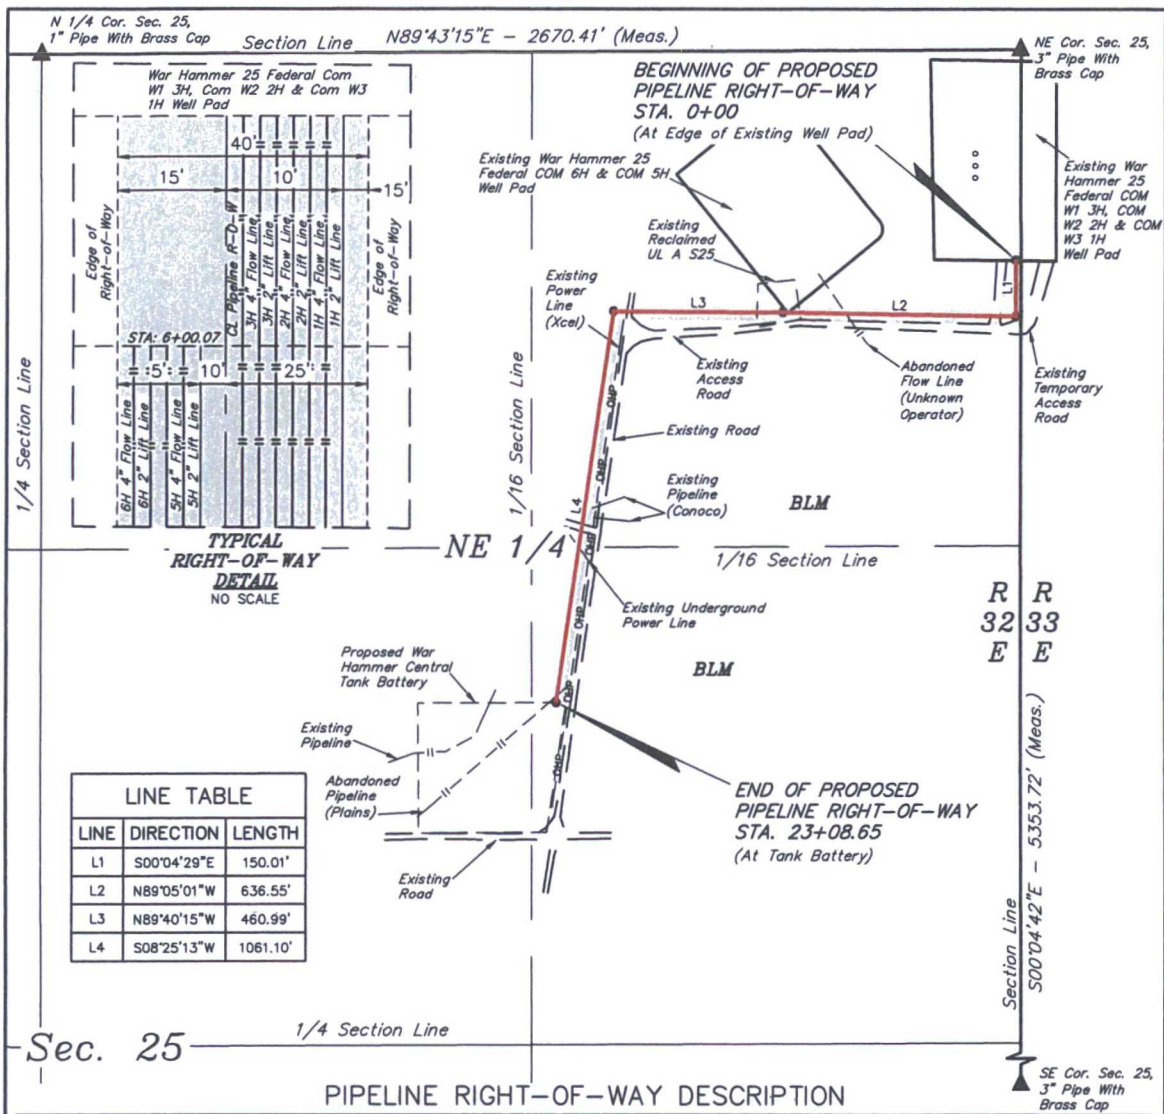 N 1/4 Cor. Sec. 25,
1" Pipe With Brass Cap
Section Line
N89°43'15"E - 2670.41' (Meas.)
NE Cor. Sec. 25,
3" Pipe With
Brass Cap
War Hammer 25 Federal Com
W1 3H, Com W2 2H & Com W3
1H Well Pad
40'
15'
10'
15'
Edge of
Right-of-Way
CL Pipeline R-O-W
3H 4" Flow Line
3H 2" Lift Line
2H 4" Flow Line
2H 2" Lift Line
1H 4" Flow Line
1H 2" Lift Line
Edge of
Right-of-Way
STA: 6+00.07
5'
10'
25'
6H 4" Flow Line
6H 2" Lift Line
5H 4" Flow Line
5H 2" Lift Line
TYPICAL
RIGHT-OF-WAY
DETAIL
NO SCALE
BEGINNING OF PROPOSED
PIPELINE RIGHT-OF-WAY
STA. 0+00
(At Edge of Existing Well Pad)
Existing War Hammer 25
Federal COM 6H & COM 5H
Well Pad
Existing
Reclaimed
UL A S25
Existing War
Hammer 25
Federal COM
W1 3H, COM
W2 2H & COM
W3 1H
Well Pad
Existing
Power
Line
(Xcel)
L3
L2
L1
Existing
Access
Road
Abandoned
Flow Line
(Unknown
Operator)
Existing
Temporary
Access
Road
1/4 Section Line
1/16 Section Line
OHP
Existing Road
OHP
Existing
Pipeline
(Conoco)
L4
BLM
OHP
NE 1/4
1/16 Section Line
Existing Underground
Power Line
OHP
R R
32 33
E E
BLM
OHP
Proposed War
Hammer Central
Tank Battery
Existing
Pipeline
OHP
Abandoned
Pipeline
(Plains)
END OF PROPOSED
PIPELINE RIGHT-OF-WAY
STA. 23+08.65
(At Tank Battery)
Existing
Road
LINE TABLE
LINE DIRECTION LENGTH
L1 S00°04'29"E 150.01'
L2 N89°05'01"W 636.55'
L3 N89°40'15"W 460.99'
L4 S08°25'13"W 1061.10'
Section Line
S00°04'42"E - 5353.72' (Meas.)
Sec. 25
1/4 Section Line
SE Cor. Sec. 25,
3" Pipe With
Brass Cap
PIPELINE RIGHT-OF-WAY DESCRIPTION